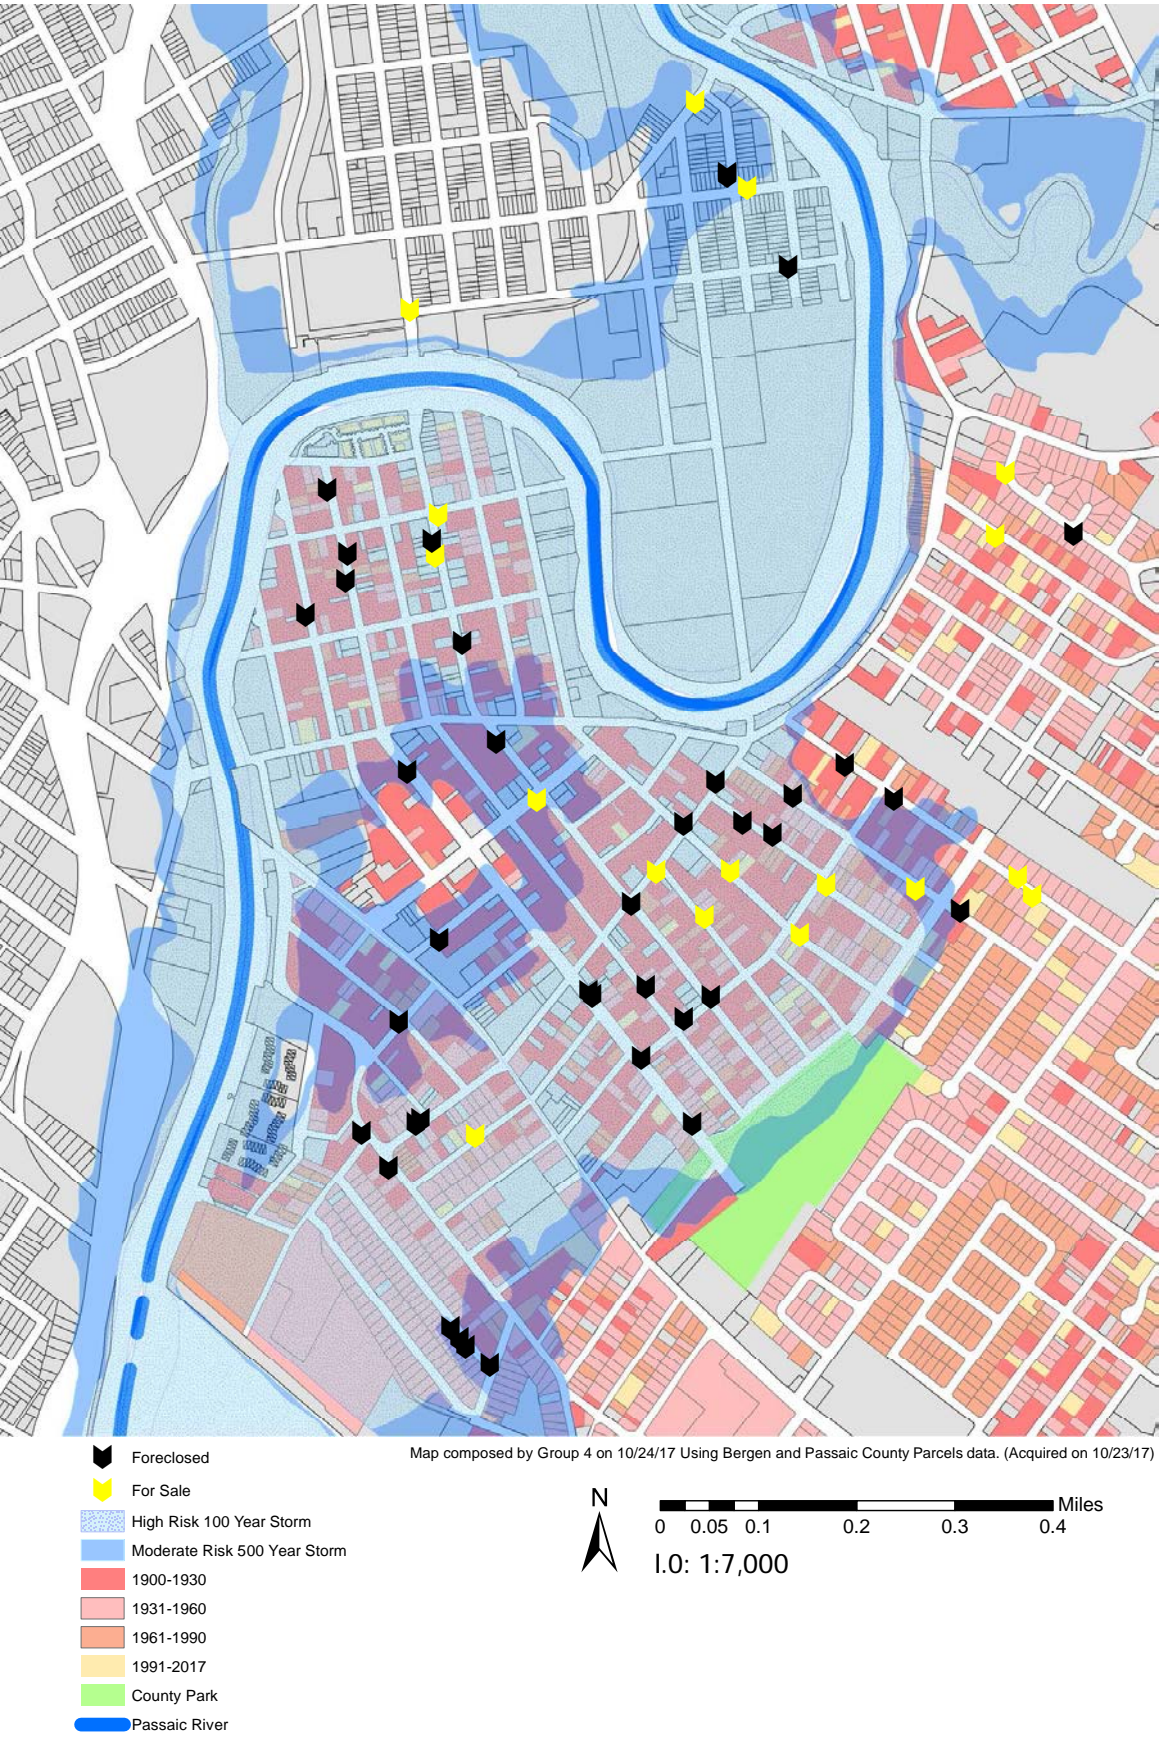 Foreclosed
Map composed by Group 4 on 10/24/17 Using Bergen and Passaic County Parcels data. (Acquired on 10/23/17)
For Sale
High Risk 100 Year Storm
Moderate Risk 500 Year Storm
1900-1930
1931-1960
1961-1990
1991-2017
County Park
Passaic River
N
Miles
0 0.05 0.1 0.2 0.3 0.4
I.0: 1:7,000